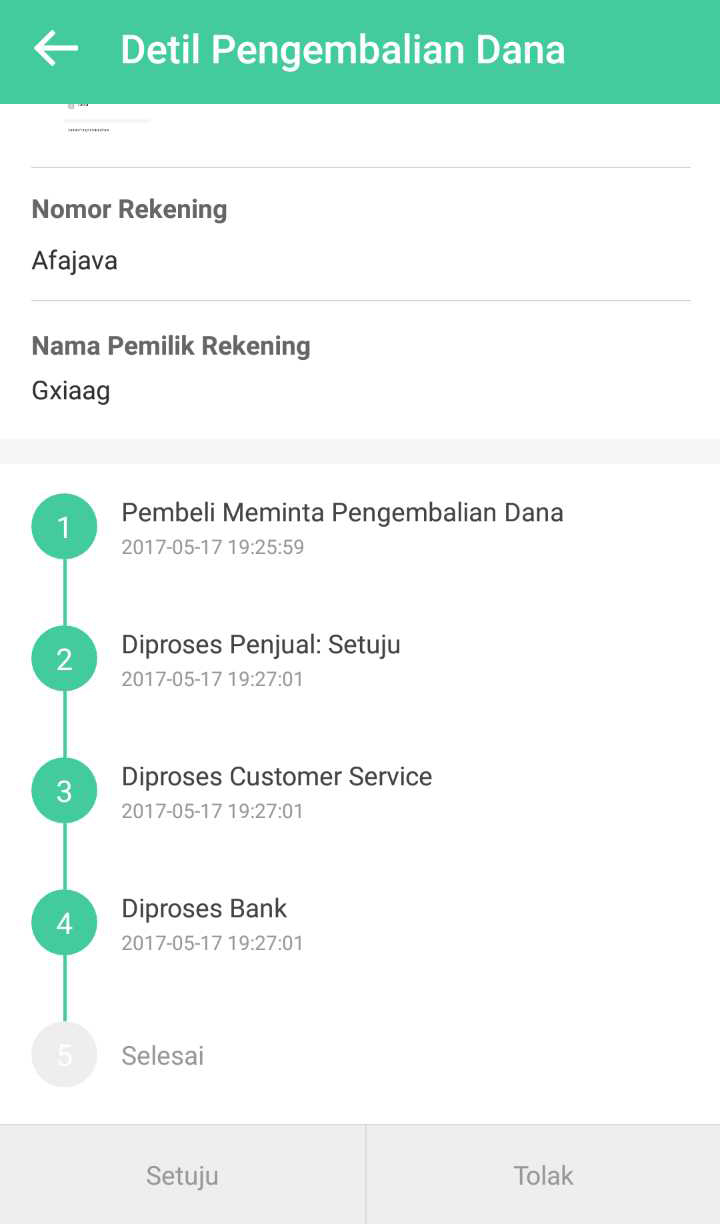 Detil Pengembalian Dana
Nomor Rekening
Afajava
Nama Pemilik Rekening
Gxiaag
1
Pembeli Meminta Pengembalian Dana
2017-05-17 19:25:59
2
Diproses Penjual: Setuju
2017-05-17 19:27:01
3
Diproses Customer Service
2017-05-17 19:27:01
4
Diproses Bank
2017-05-17 19:27:01
5
Selesai
Setuju
Tolak